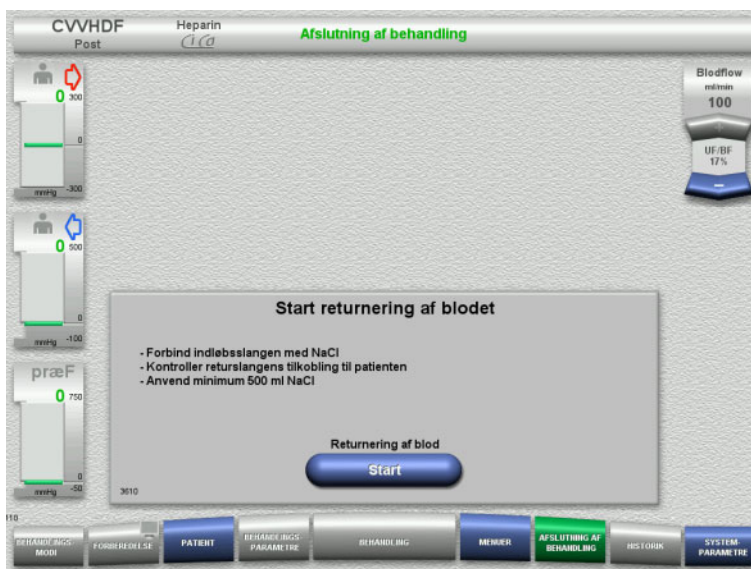 CVVHDF
Post
Heparin
CiCa
Afslutning af behandling
0
300
0
mmHg
-300
0
500
0
mmHg
-100
præF
0
750
0
mmHg
-50
Blodflow
ml/min
100
+
UF/BF
17%
–
Start returnering af blodet
- Forbind indløbsslangen med NaCl
- Kontroller returslangens tilkobling til patienten
- Anvend minimum 500 ml NaCl
Returnering af blod
Start
3610
BEHANDLINGS-
MODI
FORBEREDELSE
PATIENT
BEHANDLINGS-
PARAMETRE
BEHANDLING
MENUER
AFSLUTNING AF
BEHANDLING
HISTORIK
SYSTEM-
PARAMETRE